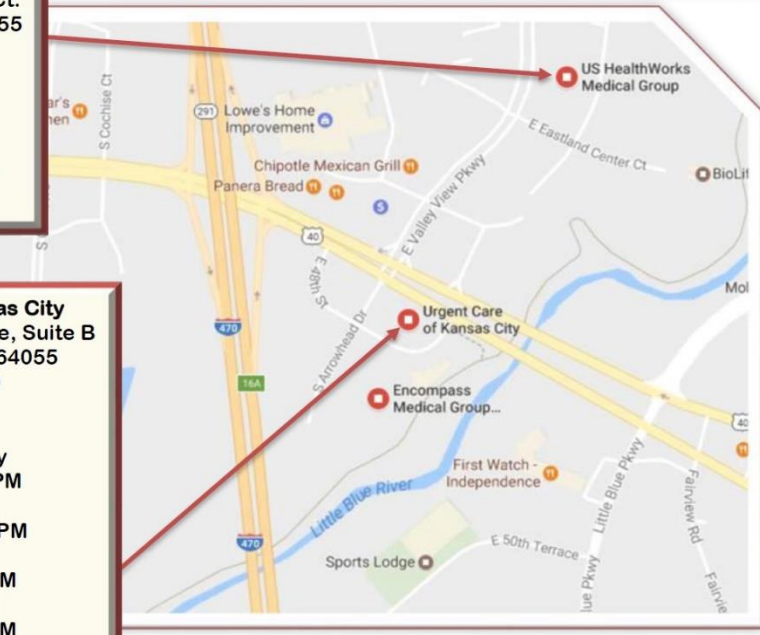 Ct.
55
US HealthWorks
Medical Group
S Cochise Ct
291
Lowe's Home
Improvement
E Eastland Center Ct
Chipotle Mexican Grill
Panera Bread
E Valley View Pkwy
40
E 48th St
as City
e, Suite B
64055
y
PM
PM
M
M
Urgent Care
of Kansas City
S Arrowhead Dr
470
16A
Encompass
Medical Group...
40
First Watch -
Independence
Little Blue Pkwy
Fairview Rd
Little Blue River
470
E 50th Terrace
Sports Lodge
ue Pkwy
Fairvie